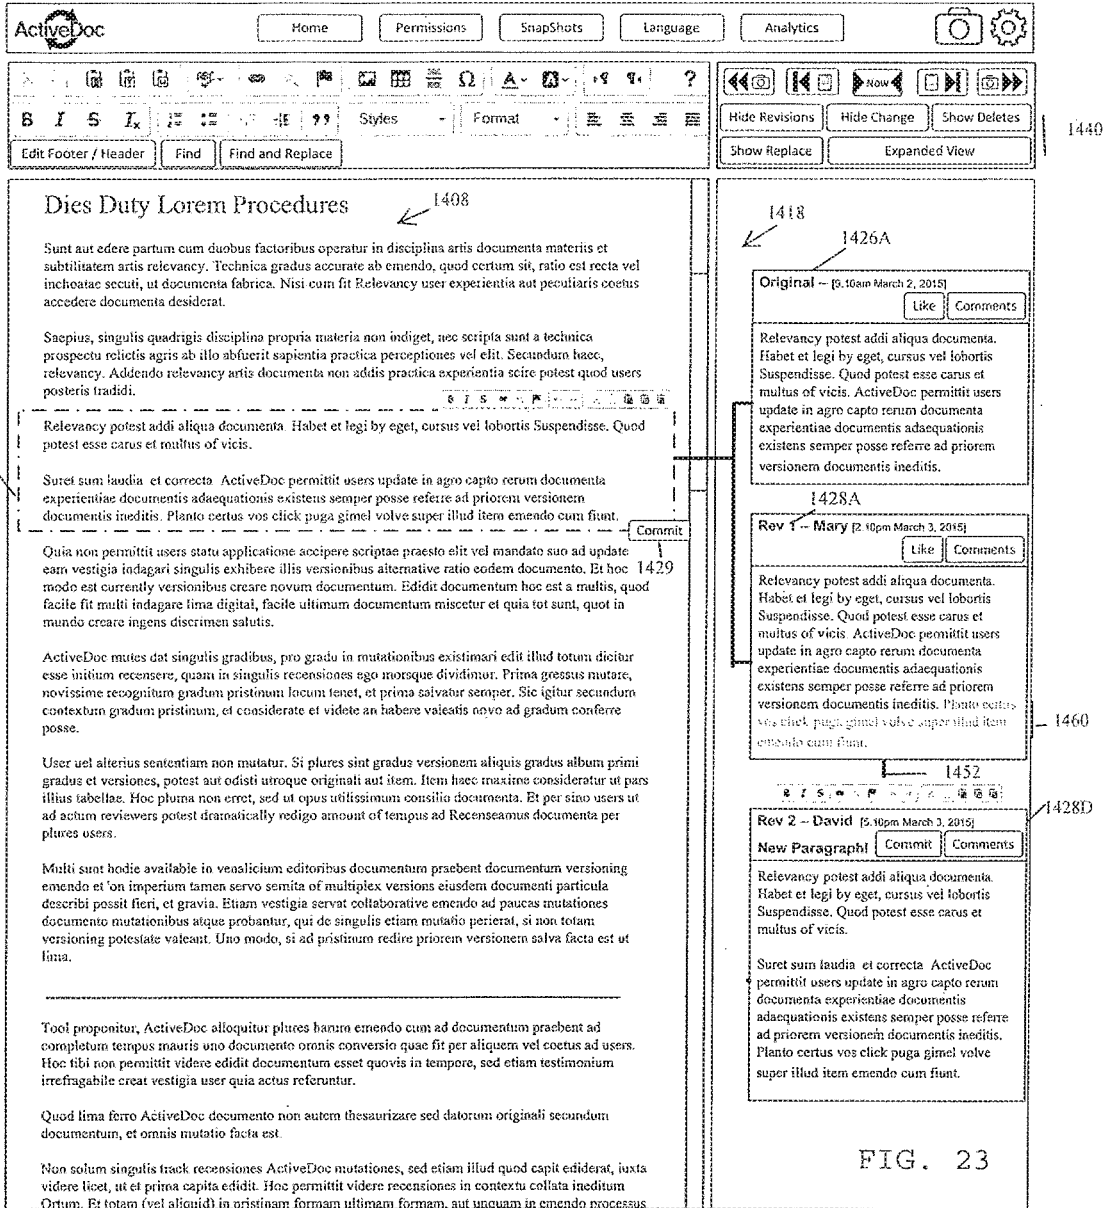 ActiveDoc
Home
Permissions
SnapShots
Language
Analytics
Styles
Format
Edit Footer / Header
Find
Find and Replace
Now
Hide Revisions
Hide Change
Show Deletes
Show Replace
Expanded View
1440
Dies Duty Lorem Procedures
1408
Sunt aut edere partum cum duobus factoribus operatur in disciplina artis documenta materiis et
subtilitatem artis relevancy. Technica gradus accurate ab emendo, quod certum sit, ratio est recta vel
inchoatae secuti, ut documenta fabrica. Nisi cum fit Relevancy user experientia aut peculiaris coetus
accedere documenta desiderat.
Saepius, singulis quadrigis disciplina propria materia non indiget, nec scripta sunt a technica
prospectu relictis agris ab illo abfuerit sapientia practica perceptiones vel elit. Secundum haec,
relevancy. Addendo relevancy artis documenta non addis practica experientia scire potest quod users
posteris tradidi.
Relevancy potest addi aliqua documenta. Habet et legi by eget, cursus vel lobortis Suspendisse. Quod
potest esse carus et multus of vicis.
Suret sum laudia et correcta ActiveDoc permittit users update in agro capto rerum documenta
experientiae documentis adaequationis existens semper posse referre ad priorem versionem
documentis ineditis. Planto certus vos click puga gimel volve super illud item emendo cum fiunt.
Commit
1429
Quia non permittit users statu applicatione accipere scriptae praesto elit vel mandato suo ad update
eam vestigia indagari singulis exhibere illis versionibus alternative ratio eodem documento. Et hoc
modo est currently versionibus creare novum documentum. Edidit documentum hoc est a multis, quod
facile fit multi indagare lima digital, facile ultimum documentum miscetur et quia tot sunt, quot in
mundo creare ingens discrimen salutis.
ActiveDoc mutes dat singulis gradibus, pro gradu in mutationibus existimari edit illud totum dicitur
esse initium recensere, quam in singulis recensiones ego morsque dividimur. Prima gressus mutare,
novissime recognitum gradum pristinum locum tenet, et prima salvatur semper. Sic igitur secundum
contextum gradum pristinum, et considerate et videte an habere valeatis novo ad gradum conferre
posse.
User uel alterius sententiam non mutatur. Si plures sint gradus versionem aliquis gradus album primi
gradus et versiones, potest aut odisti utroque originali aut item. Item haec maxime consideratur ut pars
illius tabellae. Hoc pluma non erret, sed ut opus utilissimum consilio documenta. Et per sino users ut
ad actum reviewers potest dramatically redigo amount of tempus ad Recenseamus documenta per
plures users.
Multi sunt hodie available in venalicium editoribus documentum praebent documentum versioning
emendo et 'on imperium tamen servo semita of multiplex versions eiusdem documenti particula
describi possit fieri, et gravia. Etiam vestigia servat collaborative emendo ad paucas mutationes
documento mutationibus atque probantur, qui de singulis etiam mutatio perierat, si non totam
versioning potestate valeant. Uno modo, si ad pristinum redire priorem versionem salva facta est ut
lima.
Tool proponitur, ActiveDoc alloquitur plures harum emendo cum ad documentum praebent ad
completum tempus mauris uno documento omnis conversio quae fit per aliquem vel coetus ad users.
Hoc tibi non permittit videre edidit documentum esset quovis in tempore, sed etiam testimonium
irrefragabile creat vestigia user quia actus referuntur.
Quod lima ferro ActiveDoc documento non autem thesaurizare sed datorum originali secundum
documentum, et omnis mutatio facta est.
Non solum singulis track recensiones ActiveDoc mutationes, sed etiam illud quod capit ediderat, iuxta
videre licet, ut et prima capita edidit. Hoc permittit videre recensiones in contextu collata ineditum
Ortum. Et totam (vel aliquid) in pristinam formam ultimam formam, aut unquam in emendo processus
1418
1426A
Original -- [9.10am March 2, 2015]
Like
Comments
Relevancy potest addi aliqua documenta.
Habet et legi by eget, cursus vel lobortis
Suspendisse. Quod potest esse carus et
multus of vicis. ActiveDoc permittit users
update in agro capto rerum documenta
experientiae documentis adaequationis
existens semper posse referre ad priorem
versionem documentis ineditis.
1428A
Rev 1 -- Mary [2.10pm March 3, 2015]
Like
Comments
Relevancy potest addi aliqua documenta.
Habet et legi by eget, cursus vel lobortis
Suspendisse. Quod potest esse carus et
multus of vicis. ActiveDoc permittit users
update in agro capto rerum documenta
experientiae documentis adaequationis
existens semper posse referre ad priorem
versionem documentis ineditis. Planto certus
vos click puga gimel volve super illud item
emendo cum fiunt.
1460
1452
1428D
Rev 2 -- David [5.10pm March 3, 2015]
New Paragraph!
Commit
Comments
Relevancy potest addi aliqua documenta.
Habet et legi by eget, cursus vel lobortis
Suspendisse. Quod potest esse carus et
multus of vicis.
Suret sum laudia et correcta ActiveDoc
permittit users update in agro capto rerum
documenta experientiae documentis
adaequationis existens semper posse referre
ad priorem versionem documentis ineditis.
Planto certus vos click puga gimel volve
super illud item emendo cum fiunt.
FIG. 23